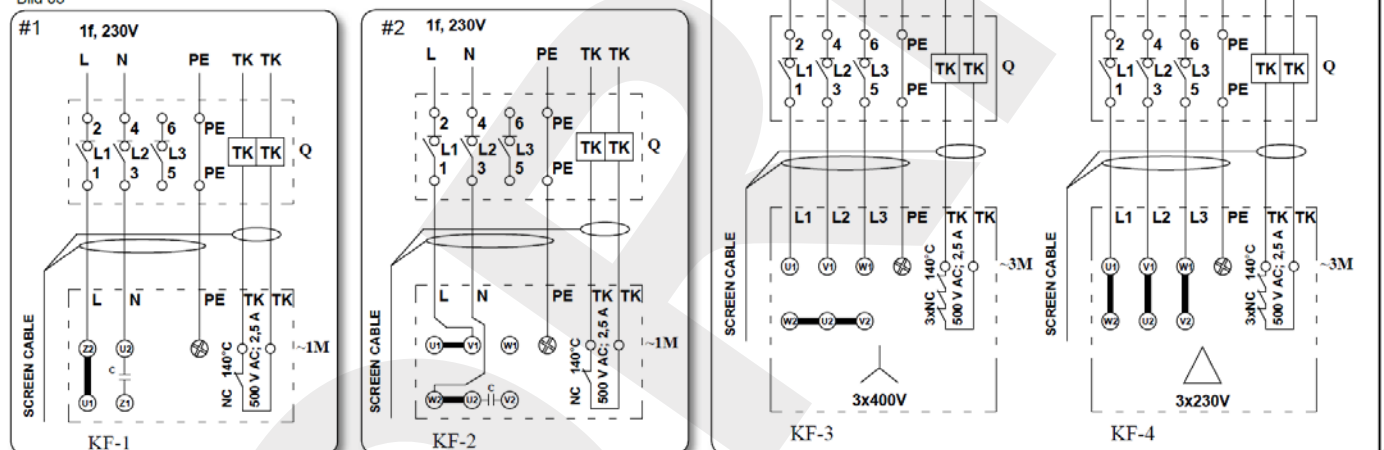 #1
1f, 230V
L N PE TK TK
2 4 6 PE
L1 L2 L3 TK TK Q
1 3 5 PE
SCREEN CABLE
L N PE TK TK
Z2 U2
C
U1 Z1
NC 140°C
500 V AC; 2,5 A
~1M
KF-1
#2
1f, 230V
L N PE TK TK
2 4 6 PE
L1 L2 L3 TK TK Q
1 3 5 PE
SCREEN CABLE
L N PE TK TK
U1 V1 W1
W2 U2 C V2
NC 140°C
500 V AC; 2,5 A
~1M
KF-2
2 4 6 PE
L1 L2 L3 TK TK Q
1 3 5 PE
SCREEN CABLE
L1 L2 L3 PE TK TK
U1 V1 W1
W2 U2 V2
3xNC 140°C
500 V AC; 2,5 A
~3M
3x400V
KF-3
2 4 6 PE
L1 L2 L3 TK TK Q
1 3 5 PE
SCREEN CABLE
L1 L2 L3 PE TK TK
U1 V1 W1
W2 U2 V2
3xNC 140°C
500 V AC; 2,5 A
~3M
3x230V
KF-4